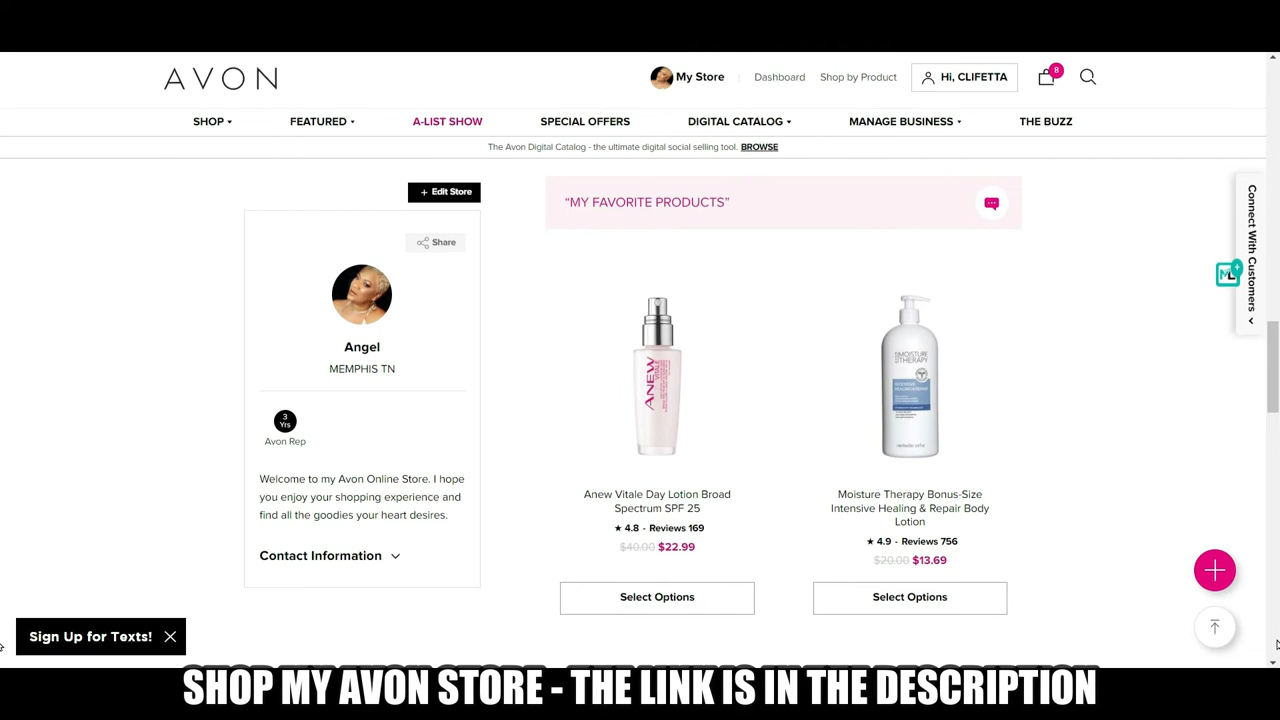 AVON
My Store
Dashboard
Shop by Product
Hi, CLIFETTA
8
SHOP
FEATURED
A-LIST SHOW
SPECIAL OFFERS
DIGITAL CATALOG
MANAGE BUSINESS
THE BUZZ
The Avon Digital Catalog - the ultimate digital social selling tool. BROWSE
+ Edit Store
Share
Angel
MEMPHIS TN
3
Yrs
Avon Rep
Welcome to my Avon Online Store. I hope
you enjoy your shopping experience and
find all the goodies your heart desires.
Contact Information
“MY FAVORITE PRODUCTS”
ANEW
VITALE
Anew Vitale Day Lotion Broad
Spectrum SPF 25
★ 4.8 - Reviews 169
$40.00 $22.99
Select Options
MOISTURE
THERAPY
Moisture Therapy Bonus-Size
Intensive Healing & Repair Body
Lotion
★ 4.9 - Reviews 756
$20.00 $13.69
Select Options
Connect With Customers
Sign Up for Texts!
SHOP MY AVON STORE - THE LINK IS IN THE DESCRIPTION